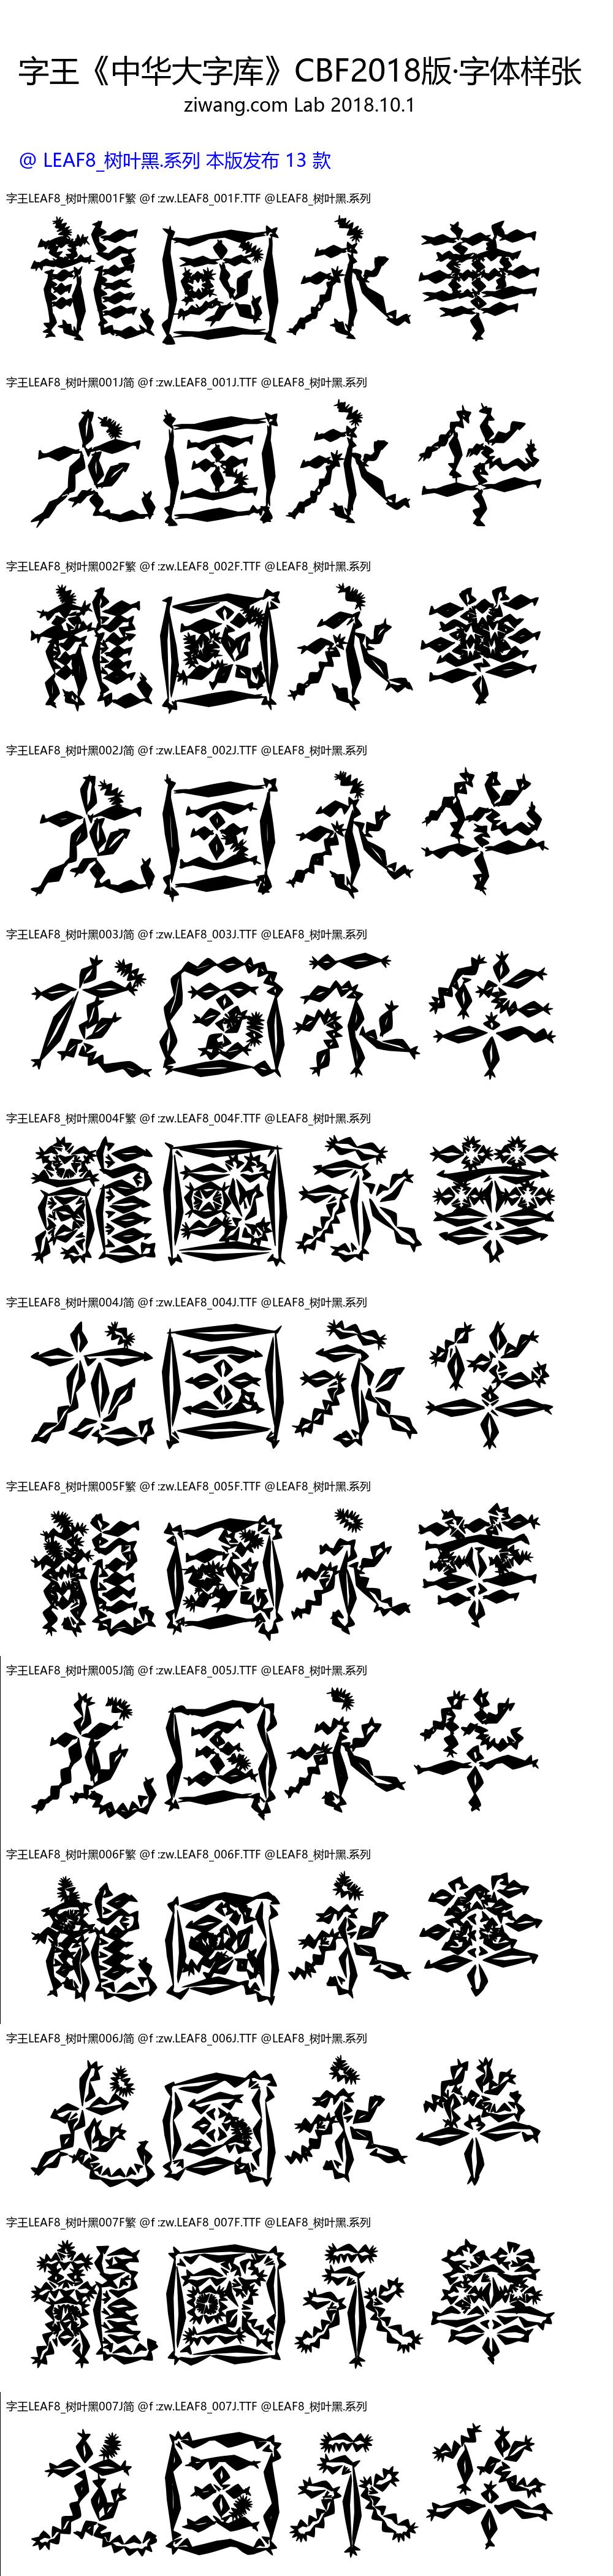 字王《中华大字库》CBF2018版·字体样张
ziwang.com Lab 2018.10.1
@ LEAF8_树叶黑.系列 本版发布 13 款
字王LEAF8_树叶黑001F繁 @f :zw.LEAF8_001F.TTF @LEAF8_树叶黑.系列
龍國永華
字王LEAF8_树叶黑001J简 @f :zw.LEAF8_001J.TTF @LEAF8_树叶黑.系列
龙国永华
字王LEAF8_树叶黑002F繁 @f :zw.LEAF8_002F.TTF @LEAF8_树叶黑.系列
龍國永華
字王LEAF8_树叶黑002J简 @f :zw.LEAF8_002J.TTF @LEAF8_树叶黑.系列
龙国永华
字王LEAF8_树叶黑003J简 @f :zw.LEAF8_003J.TTF @LEAF8_树叶黑.系列
龙国永华
字王LEAF8_树叶黑004F繁 @f :zw.LEAF8_004F.TTF @LEAF8_树叶黑.系列
龍國永華
字王LEAF8_树叶黑004J简 @f :zw.LEAF8_004J.TTF @LEAF8_树叶黑.系列
龙国永华
字王LEAF8_树叶黑005F繁 @f :zw.LEAF8_005F.TTF @LEAF8_树叶黑.系列
龍國永華
字王LEAF8_树叶黑005J简 @f :zw.LEAF8_005J.TTF @LEAF8_树叶黑.系列
龙国永华
字王LEAF8_树叶黑006F繁 @f :zw.LEAF8_006F.TTF @LEAF8_树叶黑.系列
龍國永華
字王LEAF8_树叶黑006J简 @f :zw.LEAF8_006J.TTF @LEAF8_树叶黑.系列
龙国永华
字王LEAF8_树叶黑007F繁 @f :zw.LEAF8_007F.TTF @LEAF8_树叶黑.系列
龍國永華
字王LEAF8_树叶黑007J简 @f :zw.LEAF8_007J.TTF @LEAF8_树叶黑.系列
龙国永华